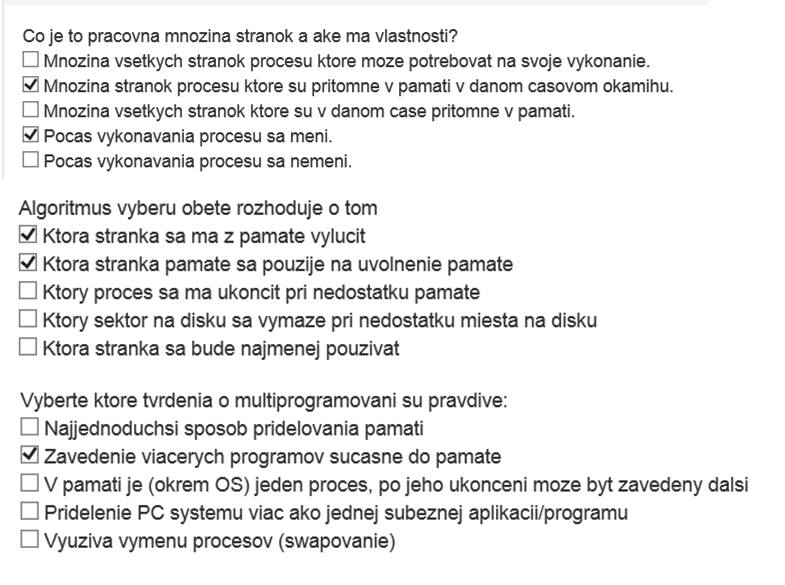 Co je to pracovna mnozina stranok a ake ma vlastnosti?
Mnozina vsetkych stranok procesu ktore moze potrebovat na svoje vykonanie.
Mnozina stranok procesu ktore su pritomne v pamati v danom casovom okamihu.
Mnozina vsetkych stranok ktore su v danom case pritomne v pamati.
Pocas vykonavania procesu sa meni.
Pocas vykonavania procesu sa nemeni.
Algoritmus vyberu obete rozhoduje o tom
Ktora stranka sa ma z pamate vylucit
Ktora stranka pamate sa pouzije na uvolnenie pamate
Ktory proces sa ma ukoncit pri nedostatku pamate
Ktory sektor na disku sa vymaze pri nedostatku miesta na disku
Ktora stranka sa bude najmenej pouzivat
Vyberte ktore tvrdenia o multiprogramovani su pravdive:
Najjednoduchsi sposob pridelovania pamati
Zavedenie viacerych programov sucasne do pamate
V pamati je (okrem OS) jeden proces, po jeho ukonceni moze byt zavedeny dalsi
Pridelenie PC systemu viac ako jednej subeznej aplikacii/programu
Vyuziva vymenu procesov (swapovanie)